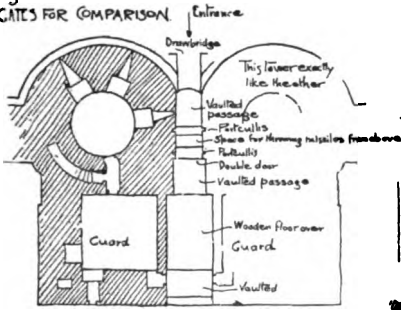 GATES FOR COMPARISON.
Entrance
Drawbridge
This tower exactly
like the other
Vaulted
passage
Portcullis
Space for throwing missiles from above
Portcullis
Double door
Vaulted passage
Wooden floor over
Guard
Guard
Vaulted